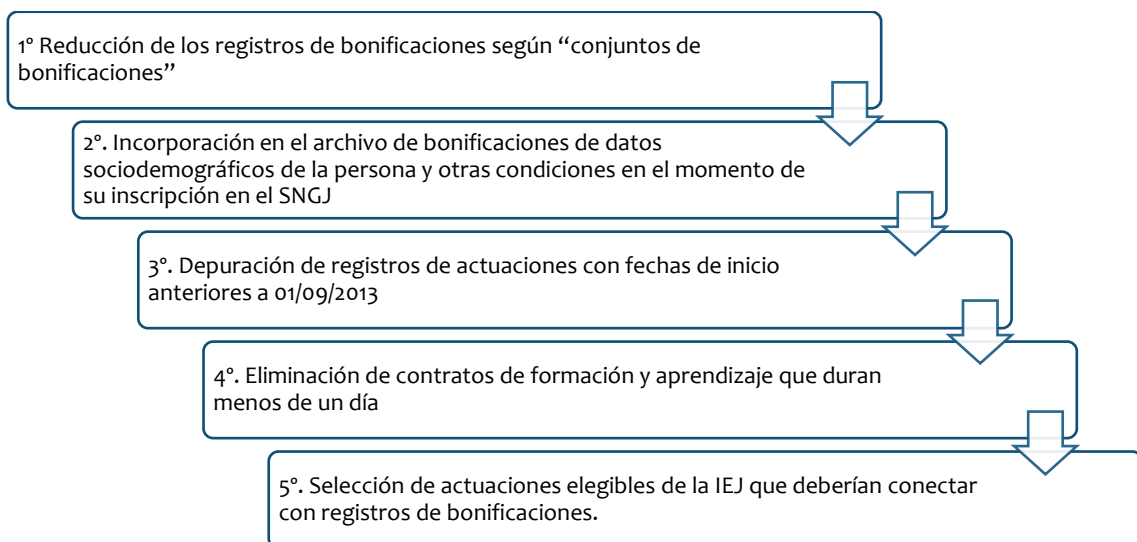 1º Reducción de los registros de bonificaciones según “conjuntos de
bonificaciones”
2º. Incorporación en el archivo de bonificaciones de datos
sociodemográficos de la persona y otras condiciones en el momento de
su inscripción en el SNGJ
3º. Depuración de registros de actuaciones con fechas de inicio
anteriores a 01/09/2013
4º. Eliminación de contratos de formación y aprendizaje que duran
menos de un día
5º. Selección de actuaciones elegibles de la IEJ que deberían conectar
con registros de bonificaciones.